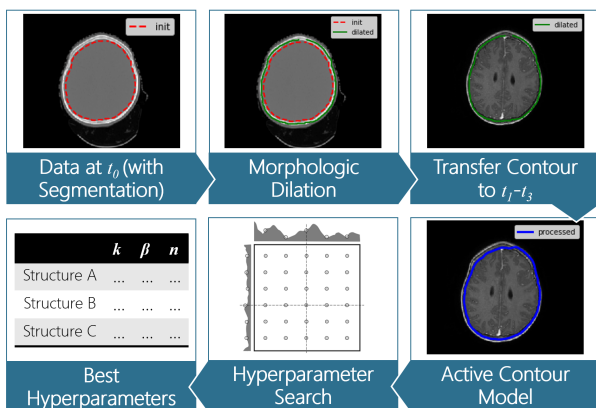 init
init
dilated
dilated
Data at t₀ (with
Segmentation)
Morphologic
Dilation
Transfer Contour
to t₁-t₃
k β n
Structure A ... ... ...
Structure B ... ... ...
Structure C ... ... ...
processed
Best
Hyperparameters
Hyperparameter
Search
Active Contour
Model